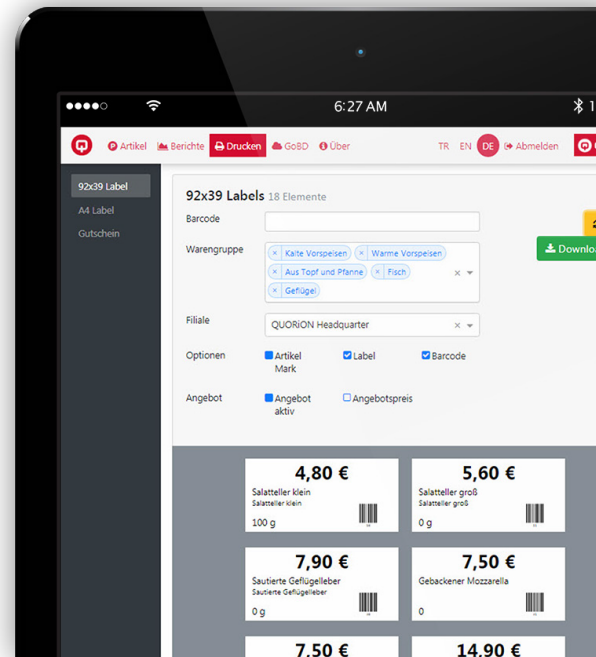 6:27 AM
Artikel Berichte Drucken GoBD Über TR EN DE Abmelden
92x39 Label
A4 Label
Gutschein
92x39 Labels 18 Elemente
Barcode
Warengruppe
× Kalte Vorspeisen × Warme Vorspeisen
× Aus Topf und Pfanne × Fisch
× Geflügel
Download
Filiale
QUORiON Headquarter
Optionen
Artikel Mark
Label
Barcode
Angebot
Angebot aktiv
Angebotspreis
4,80 €
Salatteller klein
Salatteller klein
100 g
5,60 €
Salatteller groß
Salatteller groß
0 g
7,90 €
Sautierte Geflügelleber
Sautierte Geflügelleber
0 g
7,50 €
Gebackener Mozzarella
0
7,50 €
14,90 €